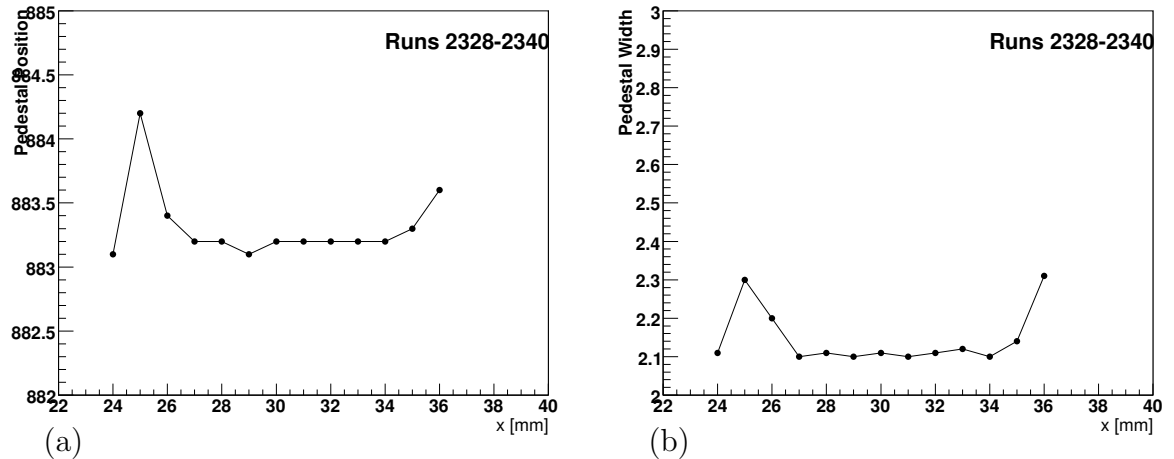 Pedestal Position
885
884.5
884
883.5
883
882.5
882
Runs 2328-2340
22 24 26 28 30 32 34 36 38 40
x [mm]
(a)
Pedestal Width
3
2.9
2.8
2.7
2.6
2.5
2.4
2.3
2.2
2.1
2
Runs 2328-2340
22 24 26 28 30 32 34 36 38 40
x [mm]
(b)